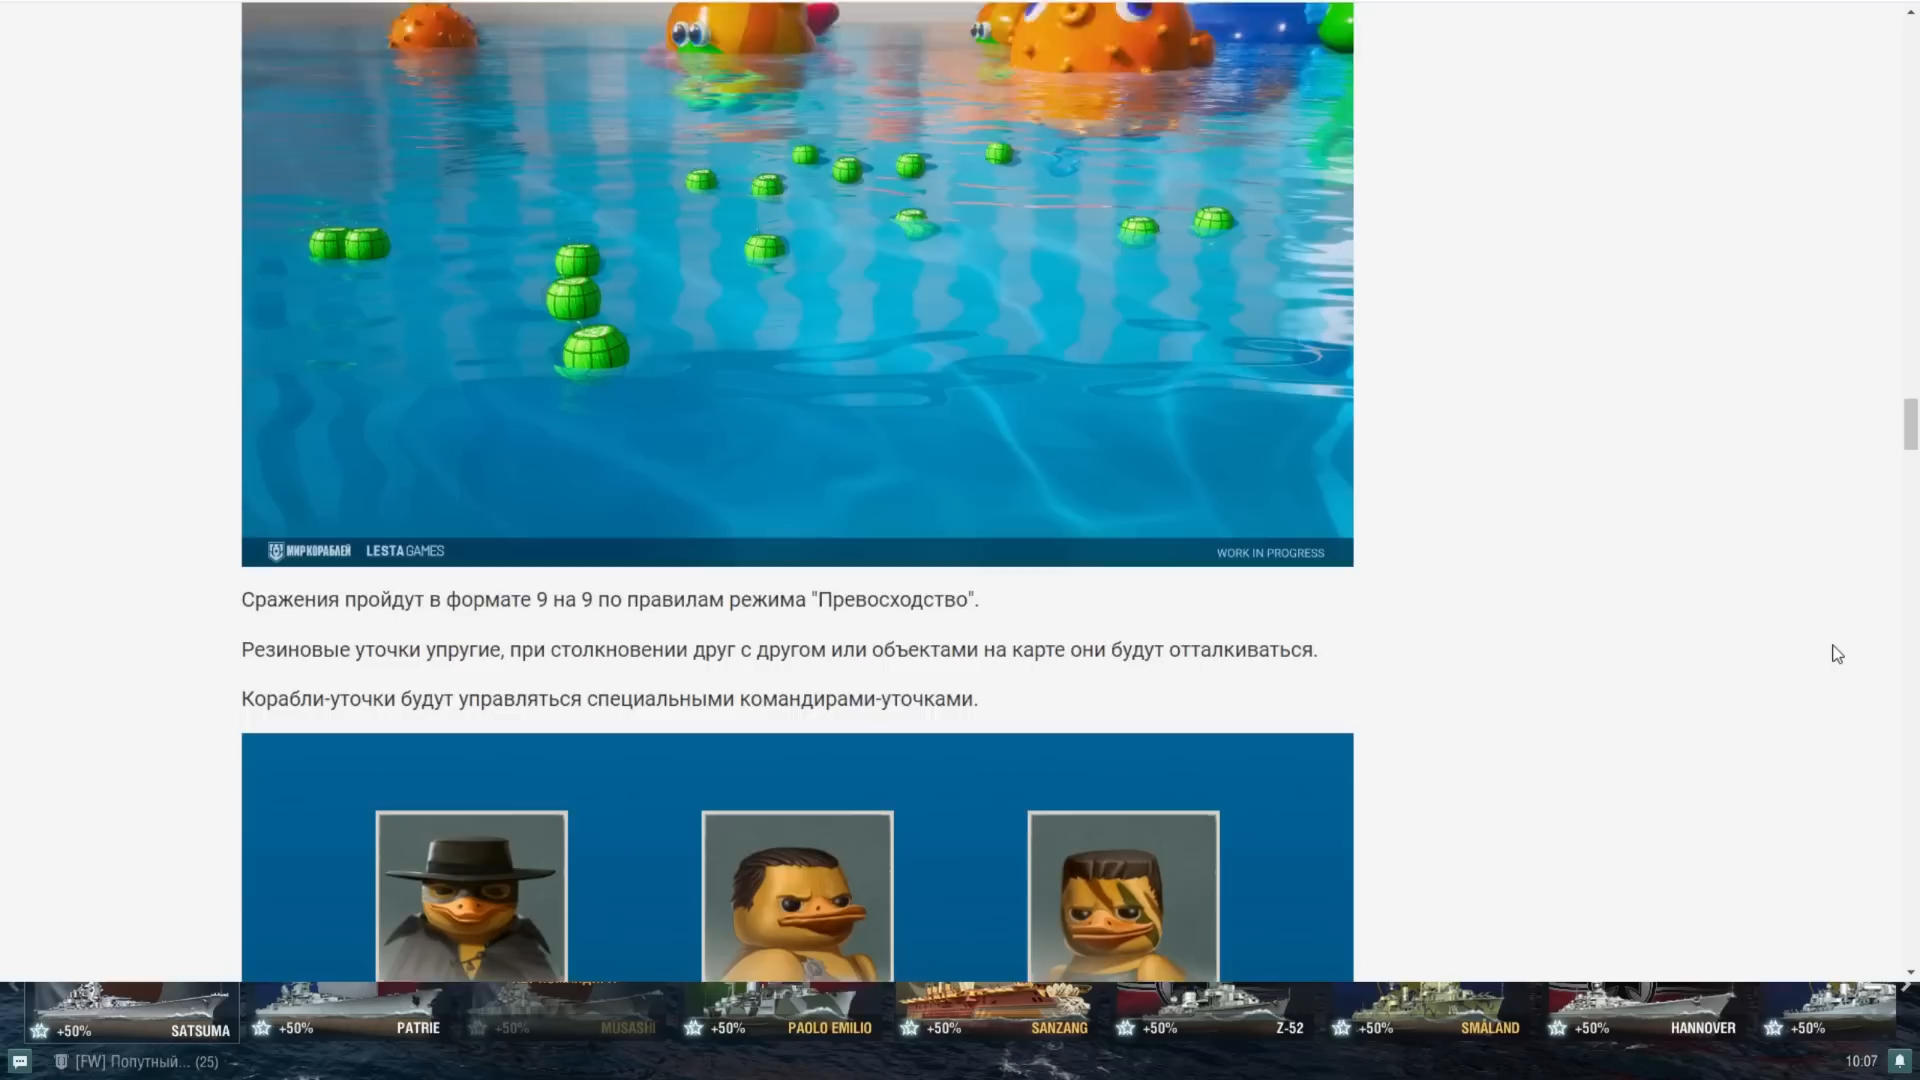 МИР КОРАБЛЕЙ LESTA GAMES WORK IN PROGRESS
Сражения пройдут в формате 9 на 9 по правилам режима "Превосходство".
Резиновые уточки упругие, при столкновении друг с другом или объектами на карте они будут отталкиваться.
Корабли-уточки будут управляться специальными командирами-уточками.
+50% SATSUMA +50% PATRIE +50% MUSASHI +50% PAOLO EMILIO +50% SANZANG +50% Z-52 +50% SMÅLAND +50% HANNOVER +50%
[FW] Попутный... (25) 10:07